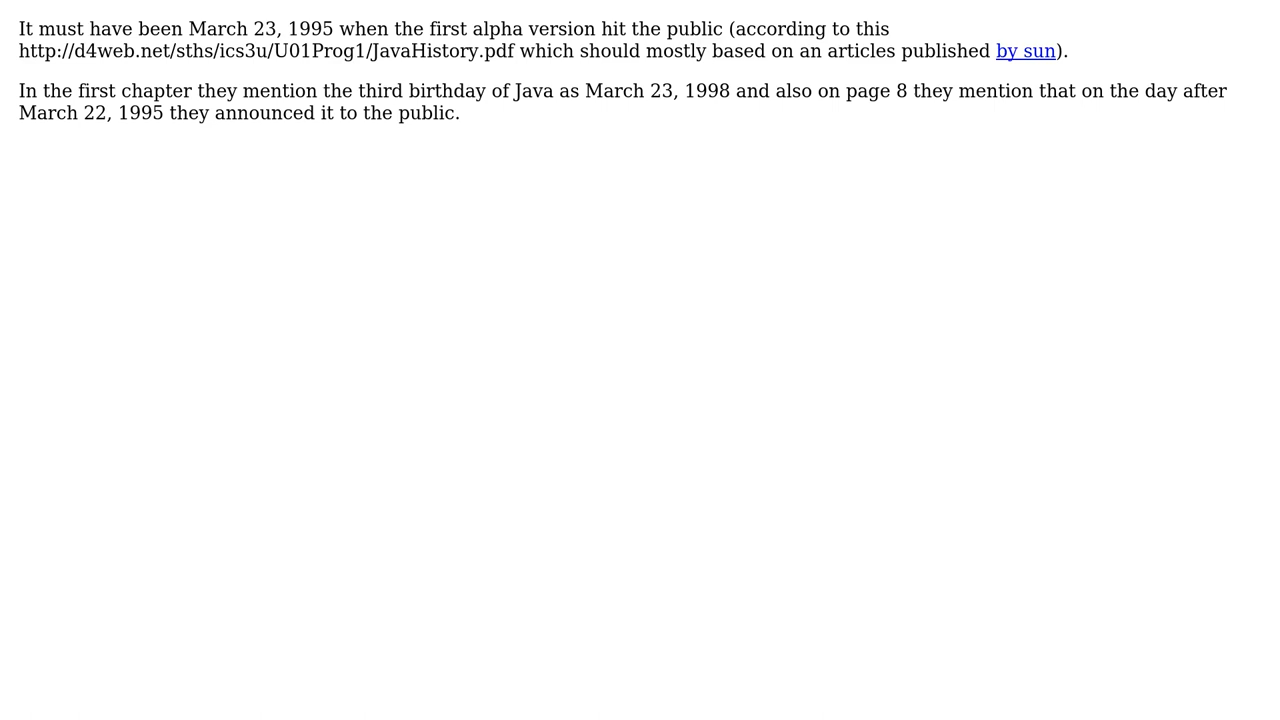 It must have been March 23, 1995 when the first alpha version hit the public (according to this
http://d4web.net/sths/ics3u/U01Prog1/JavaHistory.pdf which should mostly based on an articles published by sun).
In the first chapter they mention the third birthday of Java as March 23, 1998 and also on page 8 they mention that on the day after
March 22, 1995 they announced it to the public.